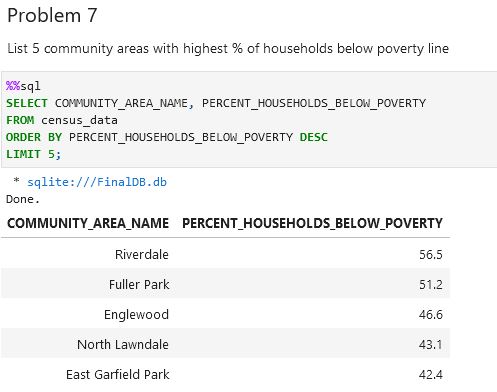 Problem 7
List 5 community areas with highest % of households below poverty line
%%sql
SELECT COMMUNITY_AREA_NAME, PERCENT_HOUSEHOLDS_BELOW_POVERTY
FROM census_data
ORDER BY PERCENT_HOUSEHOLDS_BELOW_POVERTY DESC
LIMIT 5;
* sqlite:///FinalDB.db
Done.
COMMUNITY_AREA_NAME PERCENT_HOUSEHOLDS_BELOW_POVERTY
Riverdale 56.5
Fuller Park 51.2
Englewood 46.6
North Lawndale 43.1
East Garfield Park 42.4